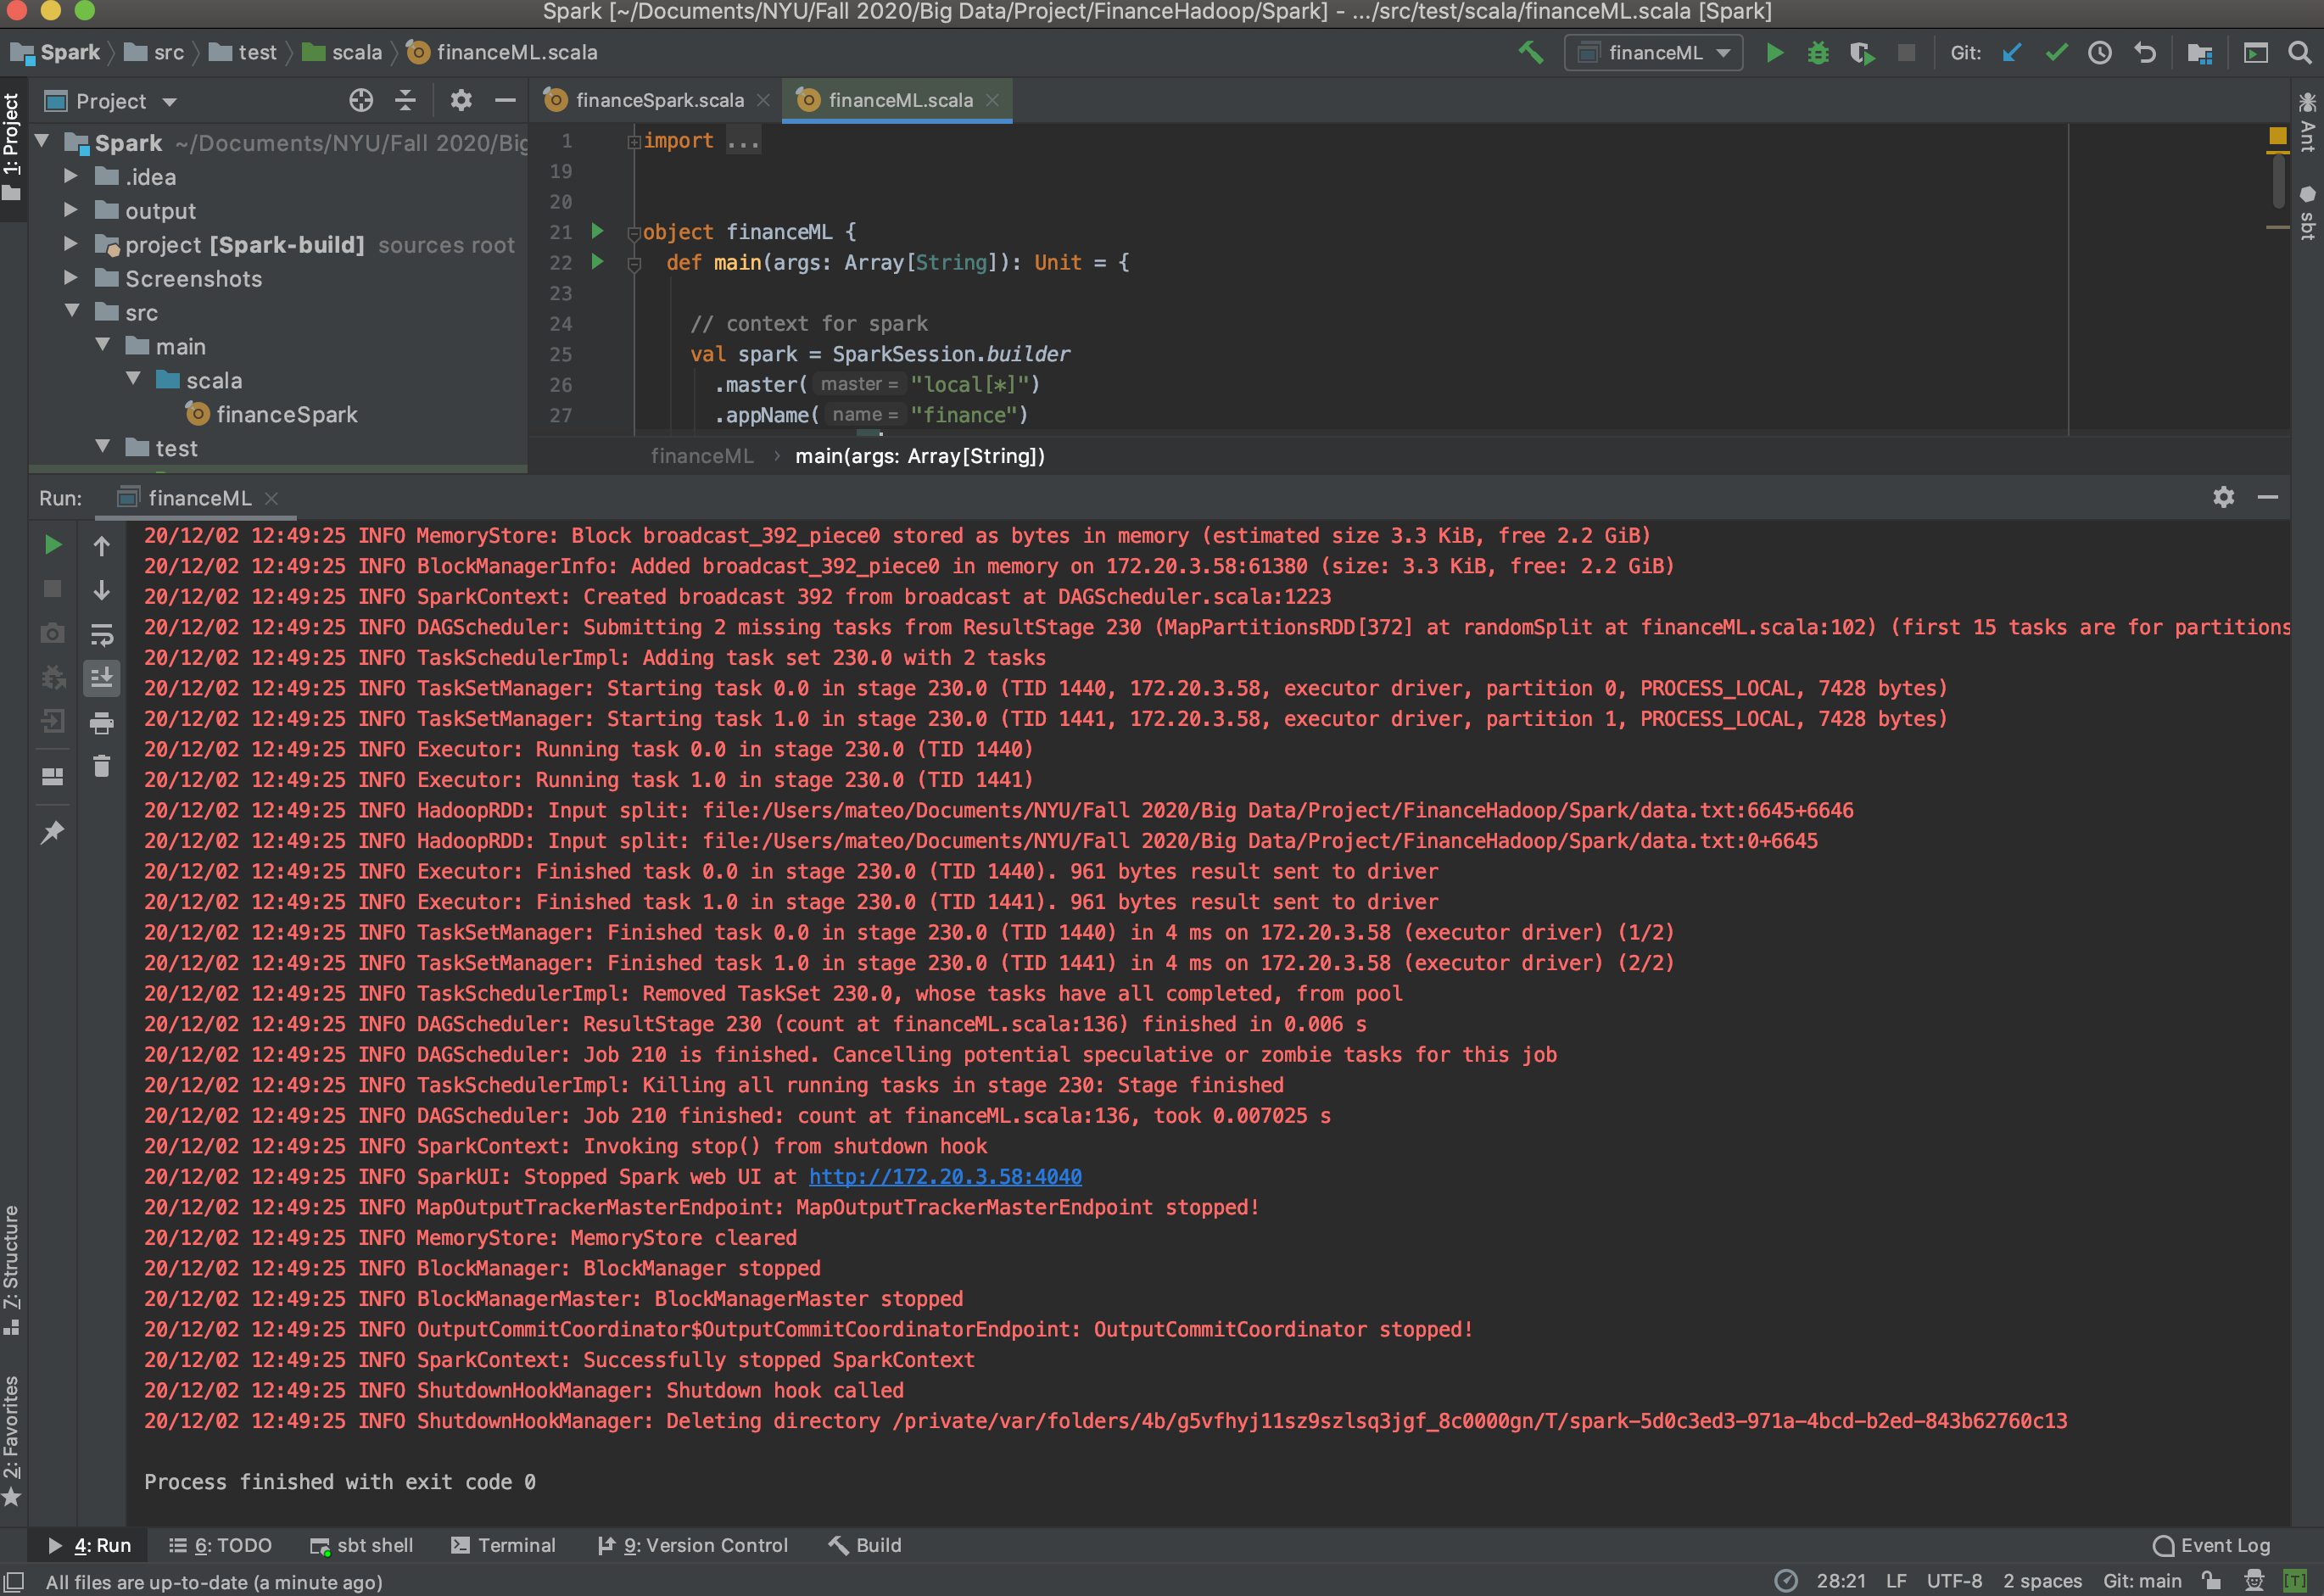 Spark [~/Documents/NYU/Fall 2020/Big Data/Project/FinanceHadoop/Spark] - .../src/test/scala/financeML.scala [Spark]
Spark src test scala financeML.scala financeML Git:
1: Project
Project
financeSpark.scala financeML.scala
Ant
sbt
Spark ~/Documents/NYU/Fall 2020/Big
.idea
output
project [Spark-build] sources root
Screenshots
src
main
scala
financeSpark
test
1 import ...
19
20
21 object financeML {
22 def main(args: Array[String]): Unit = {
23
24 // context for spark
25 val spark = SparkSession.builder
26 .master( master = "local[*]")
27 .appName( name = "finance")
financeML › main(args: Array[String])
Run: financeML
20/12/02 12:49:25 INFO MemoryStore: Block broadcast_392_piece0 stored as bytes in memory (estimated size 3.3 KiB, free 2.2 GiB)
20/12/02 12:49:25 INFO BlockManagerInfo: Added broadcast_392_piece0 in memory on 172.20.3.58:61380 (size: 3.3 KiB, free: 2.2 GiB)
20/12/02 12:49:25 INFO SparkContext: Created broadcast 392 from broadcast at DAGScheduler.scala:1223
20/12/02 12:49:25 INFO DAGScheduler: Submitting 2 missing tasks from ResultStage 230 (MapPartitionsRDD[372] at randomSplit at financeML.scala:102) (first 15 tasks are for partitions
20/12/02 12:49:25 INFO TaskSchedulerImpl: Adding task set 230.0 with 2 tasks
20/12/02 12:49:25 INFO TaskSetManager: Starting task 0.0 in stage 230.0 (TID 1440, 172.20.3.58, executor driver, partition 0, PROCESS_LOCAL, 7428 bytes)
20/12/02 12:49:25 INFO TaskSetManager: Starting task 1.0 in stage 230.0 (TID 1441, 172.20.3.58, executor driver, partition 1, PROCESS_LOCAL, 7428 bytes)
20/12/02 12:49:25 INFO Executor: Running task 0.0 in stage 230.0 (TID 1440)
20/12/02 12:49:25 INFO Executor: Running task 1.0 in stage 230.0 (TID 1441)
20/12/02 12:49:25 INFO HadoopRDD: Input split: file:/Users/mateo/Documents/NYU/Fall 2020/Big Data/Project/FinanceHadoop/Spark/data.txt:6645+6646
20/12/02 12:49:25 INFO HadoopRDD: Input split: file:/Users/mateo/Documents/NYU/Fall 2020/Big Data/Project/FinanceHadoop/Spark/data.txt:0+6645
20/12/02 12:49:25 INFO Executor: Finished task 0.0 in stage 230.0 (TID 1440). 961 bytes result sent to driver
20/12/02 12:49:25 INFO Executor: Finished task 1.0 in stage 230.0 (TID 1441). 961 bytes result sent to driver
20/12/02 12:49:25 INFO TaskSetManager: Finished task 0.0 in stage 230.0 (TID 1440) in 4 ms on 172.20.3.58 (executor driver) (1/2)
20/12/02 12:49:25 INFO TaskSetManager: Finished task 1.0 in stage 230.0 (TID 1441) in 4 ms on 172.20.3.58 (executor driver) (2/2)
20/12/02 12:49:25 INFO TaskSchedulerImpl: Removed TaskSet 230.0, whose tasks have all completed, from pool
20/12/02 12:49:25 INFO DAGScheduler: ResultStage 230 (count at financeML.scala:136) finished in 0.006 s
20/12/02 12:49:25 INFO DAGScheduler: Job 210 is finished. Cancelling potential speculative or zombie tasks for this job
20/12/02 12:49:25 INFO TaskSchedulerImpl: Killing all running tasks in stage 230: Stage finished
20/12/02 12:49:25 INFO DAGScheduler: Job 210 finished: count at financeML.scala:136, took 0.007025 s
20/12/02 12:49:25 INFO SparkContext: Invoking stop() from shutdown hook
20/12/02 12:49:25 INFO SparkUI: Stopped Spark web UI at http://172.20.3.58:4040
20/12/02 12:49:25 INFO MapOutputTrackerMasterEndpoint: MapOutputTrackerMasterEndpoint stopped!
20/12/02 12:49:25 INFO MemoryStore: MemoryStore cleared
20/12/02 12:49:25 INFO BlockManager: BlockManager stopped
20/12/02 12:49:25 INFO BlockManagerMaster: BlockManagerMaster stopped
20/12/02 12:49:25 INFO OutputCommitCoordinator$OutputCommitCoordinatorEndpoint: OutputCommitCoordinator stopped!
20/12/02 12:49:25 INFO SparkContext: Successfully stopped SparkContext
20/12/02 12:49:25 INFO ShutdownHookManager: Shutdown hook called
20/12/02 12:49:25 INFO ShutdownHookManager: Deleting directory /private/var/folders/4b/g5vfhyj11sz9szlsq3jgf_8c0000gn/T/spark-5d0c3ed3-971a-4bcd-b2ed-843b62760c13
Process finished with exit code 0
7: Structure
2: Favorites
4: Run 6: TODO sbt shell Terminal 9: Version Control Build Event Log
All files are up-to-date (a minute ago) 28:21 LF UTF-8 2 spaces Git: main [T]